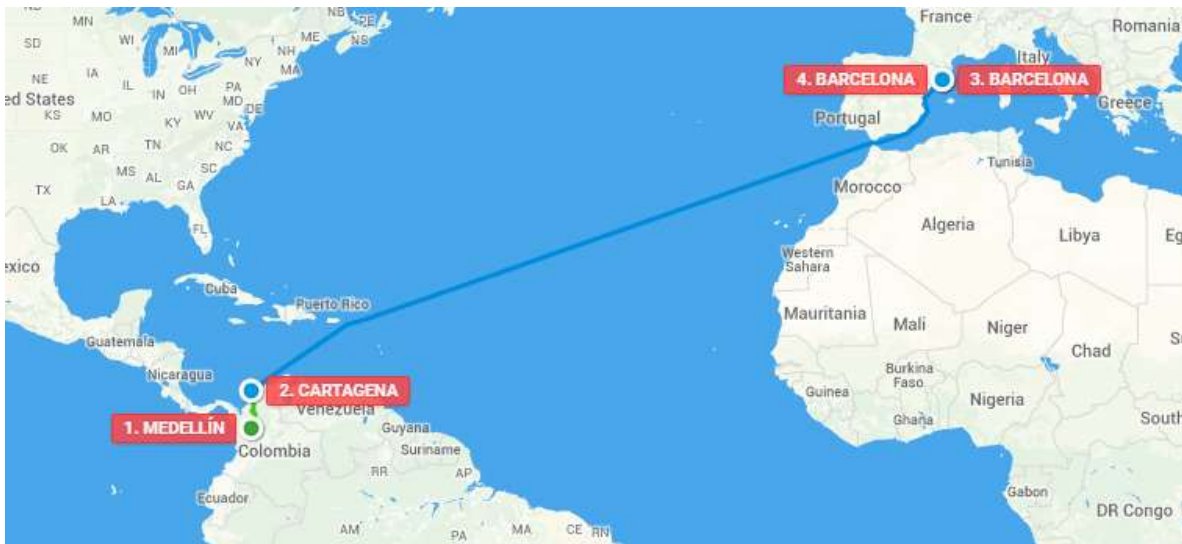 MN
NB
PE
France
Romania
SD
WI
MI
ME
NS
NY
NH
MA
Italy
NE
IA
IL
IN
OH
PA
MD
DE
4. BARCELONA
3. BARCELONA
ed States
KS
MO
KY
WV
VA
Portugal
Greece
OK
AR
TN
NC
MS
AL
GA
SC
Tunisia
TX
LA
Morocco
FL
Algeria
Libya
Eg
exico
Western
Sahara
Cuba
Puerto Rico
Mauritania
Mali
Niger
Guatemala
Chad
Nicaragua
Burkina
Faso
2. CARTAGENA
Guinea
Nigeria
Venezuela
Ghana
South
1. MEDELLÍN
Guyana
Colombia
Suriname
RR
AP
Ecuador
Gabon
DR Congo
AM
PA
MA
CE
RN